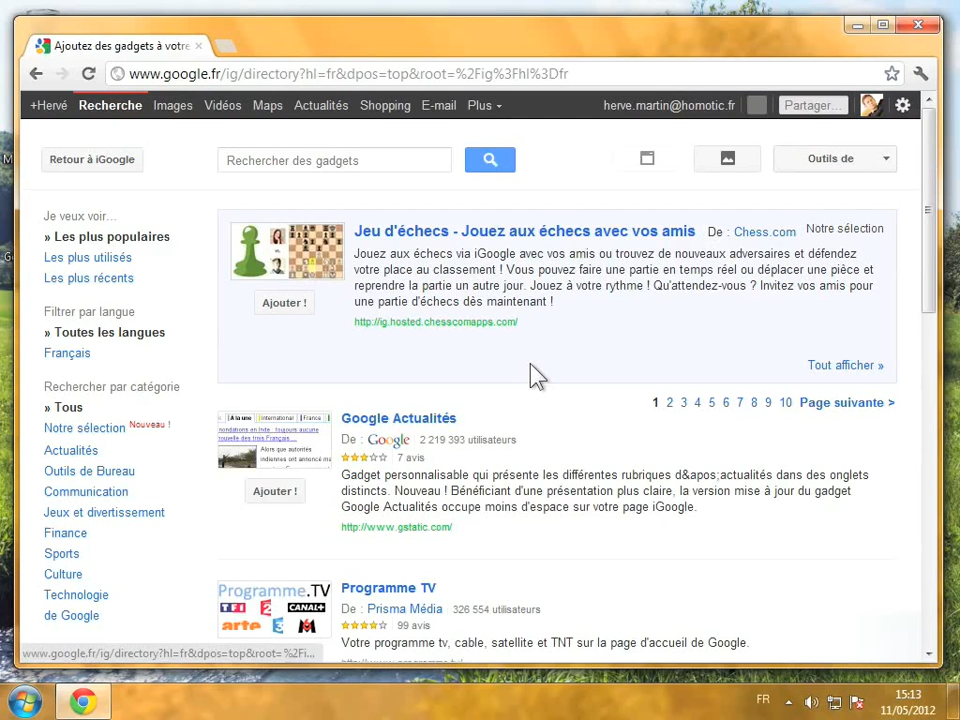 Ajoutez des gadgets à votre
www.google.fr/ig/directory?hl=fr&dpos=top&root=%2Fig%3Fhl%3Dfr
+Hervé Recherche Images Vidéos Maps Actualités Shopping E-mail Plus herve.martin@homotic.fr Partager...
Retour à iGoogle Rechercher des gadgets Outils de
Je veux voir...
» Les plus populaires
Les plus utilisés
Les plus récents
Filtrer par langue
» Toutes les langues
Français
Rechercher par catégorie
» Tous
Notre sélection Nouveau !
Actualités
Outils de Bureau
Communication
Jeux et divertissement
Finance
Sports
Culture
Technologie
de Google
Jeu d'échecs - Jouez aux échecs avec vos amis De : Chess.com Notre sélection
Jouez aux échecs via iGoogle avec vos amis ou trouvez de nouveaux adversaires et défendez
votre place au classement ! Vous pouvez faire une partie en temps réel ou déplacer une pièce et
reprendre la partie un autre jour. Jouez à votre rythme ! Qu'attendez-vous ? Invitez vos amis pour
une partie d'échecs dès maintenant !
Ajouter !
http://ig.hosted.chesscomapps.com/
Tout afficher »
1 2 3 4 5 6 7 8 9 10 Page suivante >
A la une International France
Google Actualités
De : Google 2 219 393 utilisateurs
7 avis
Gadget personnalisable qui présente les différentes rubriques d&apos;actualités dans des onglets
distincts. Nouveau ! Bénéficiant d'une présentation plus claire, la version mise à jour du gadget
Google Actualités occupe moins d'espace sur votre page iGoogle.
Ajouter !
http://www.gstatic.com/
Programme.TV
TF1 2 CANAL+
arte 5 M
Programme TV
De : Prisma Média 326 554 utilisateurs
99 avis
Votre programme tv, cable, satellite et TNT sur la page d'accueil de Google.
www.google.fr/ig/directory?hl=fr&dpos=top&root=%2Fi...
FR
15:13
11/05/2012